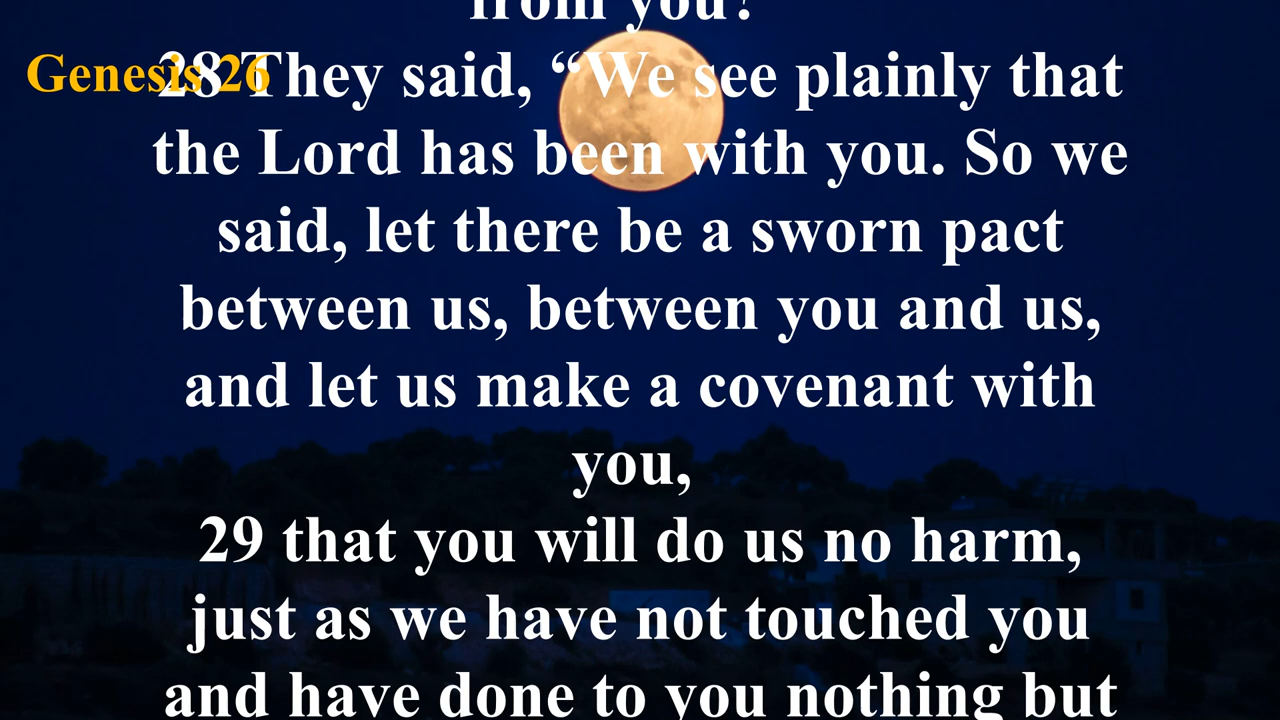 from you?
Genesis 26
28 They said, “We see plainly that
the Lord has been with you. So we
said, let there be a sworn pact
between us, between you and us,
and let us make a covenant with
you,
29 that you will do us no harm,
just as we have not touched you
and have done to you nothing but